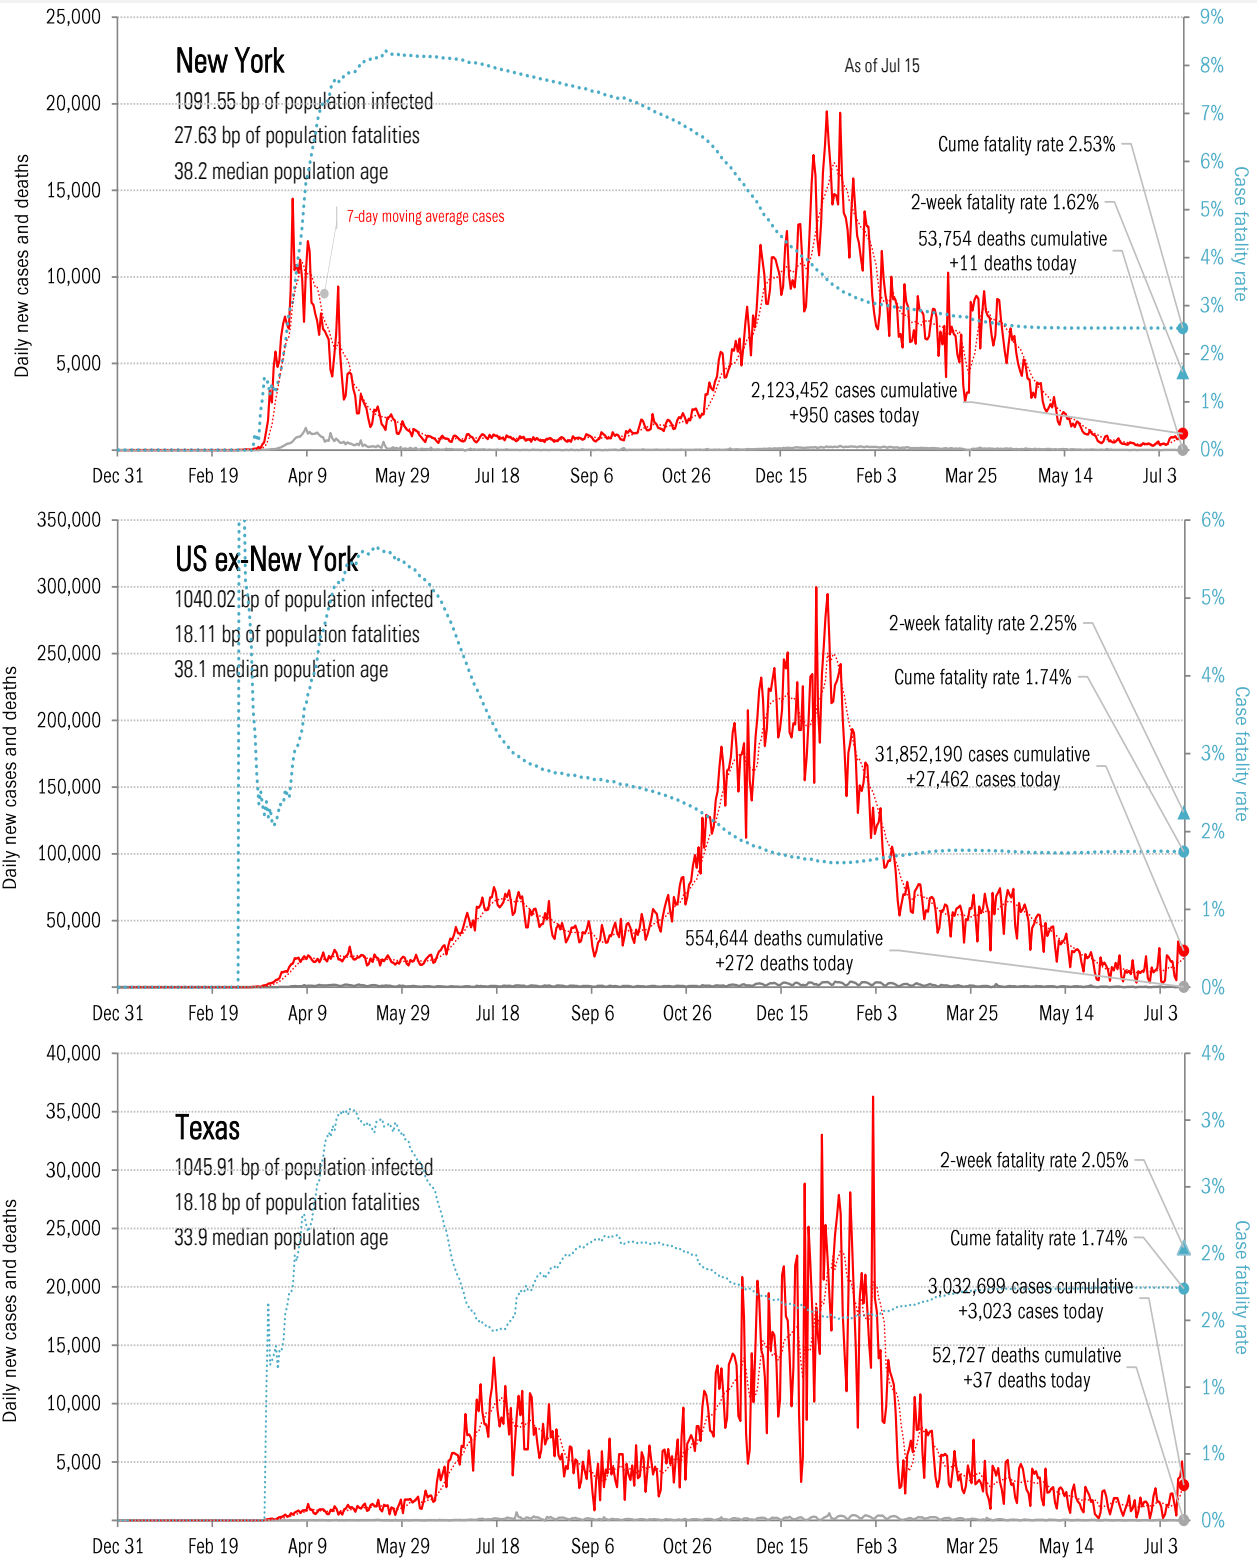 25,000
20,000
15,000
10,000
5,000
Daily new cases and deaths
New York
1091.55 bp of population infected
27.63 bp of population fatalities
38.2 median population age
7-day moving average cases
As of Jul 15
Cume fatality rate 2.53%
2-week fatality rate 1.62%
53,754 deaths cumulative
+11 deaths today
2,123,452 cases cumulative
+950 cases today
9%
8%
7%
6%
5%
4%
3%
2%
1%
0%
Case fatality rate
Dec 31 Feb 19 Apr 9 May 29 Jul 18 Sep 6 Oct 26 Dec 15 Feb 3 Mar 25 May 14 Jul 3
350,000
300,000
250,000
200,000
150,000
100,000
50,000
Daily new cases and deaths
US ex-New York
1040.02 bp of population infected
18.11 bp of population fatalities
38.1 median population age
2-week fatality rate 2.25%
Cume fatality rate 1.74%
31,852,190 cases cumulative
+27,462 cases today
554,644 deaths cumulative
+272 deaths today
6%
5%
4%
3%
2%
1%
0%
Case fatality rate
Dec 31 Feb 19 Apr 9 May 29 Jul 18 Sep 6 Oct 26 Dec 15 Feb 3 Mar 25 May 14 Jul 3
40,000
35,000
30,000
25,000
20,000
15,000
10,000
5,000
Daily new cases and deaths
Texas
1045.91 bp of population infected
18.18 bp of population fatalities
33.9 median population age
2-week fatality rate 2.05%
Cume fatality rate 1.74%
3,032,699 cases cumulative
+3,023 cases today
52,727 deaths cumulative
+37 deaths today
4%
3%
3%
2%
2%
1%
1%
0%
Case fatality rate
Dec 31 Feb 19 Apr 9 May 29 Jul 18 Sep 6 Oct 26 Dec 15 Feb 3 Mar 25 May 14 Jul 3